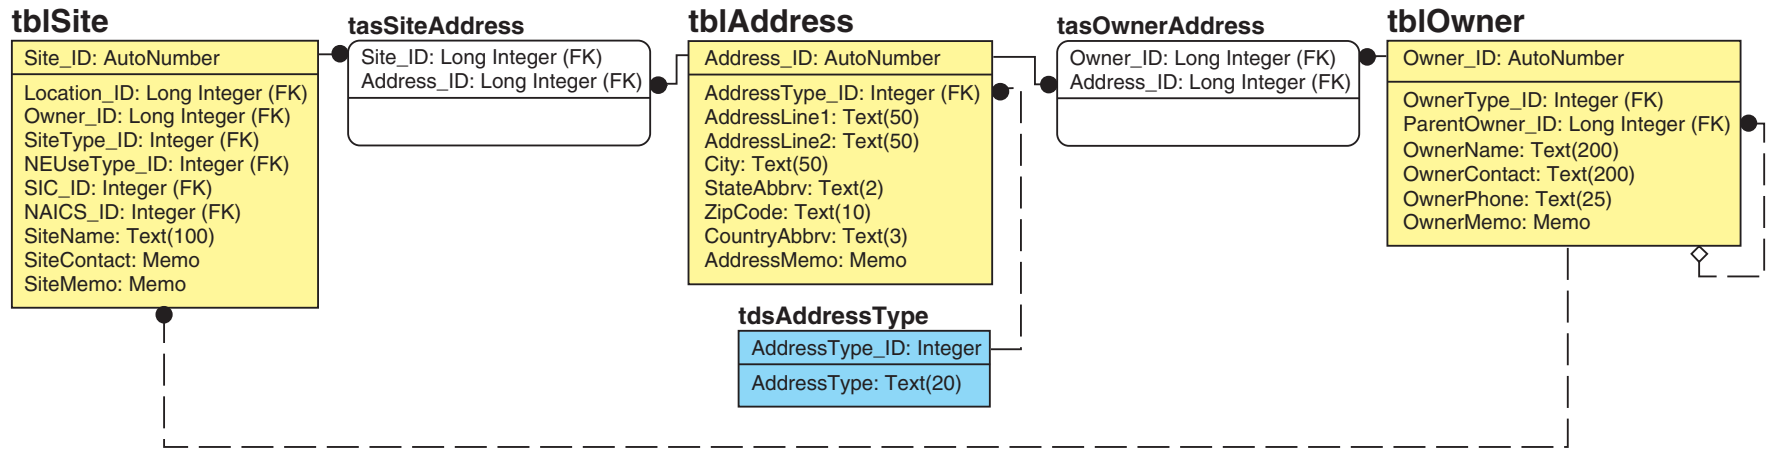 tblSite
Site_ID: AutoNumber
Location_ID: Long Integer (FK)
Owner_ID: Long Integer (FK)
SiteType_ID: Integer (FK)
NEUseType_ID: Integer (FK)
SIC_ID: Integer (FK)
NAICS_ID: Integer (FK)
SiteName: Text(100)
SiteContact: Memo
SiteMemo: Memo
tasSiteAddress
Site_ID: Long Integer (FK)
Address_ID: Long Integer (FK)
tblAddress
Address_ID: AutoNumber
AddressType_ID: Integer (FK)
AddressLine1: Text(50)
AddressLine2: Text(50)
City: Text(50)
StateAbbrv: Text(2)
ZipCode: Text(10)
CountryAbbrv: Text(3)
AddressMemo: Memo
tdsAddressType
AddressType_ID: Integer
AddressType: Text(20)
tasOwnerAddress
Owner_ID: Long Integer (FK)
Address_ID: Long Integer (FK)
tblOwner
Owner_ID: AutoNumber
OwnerType_ID: Integer (FK)
ParentOwner_ID: Long Integer (FK)
OwnerName: Text(200)
OwnerContact: Text(200)
OwnerPhone: Text(25)
OwnerMemo: Memo